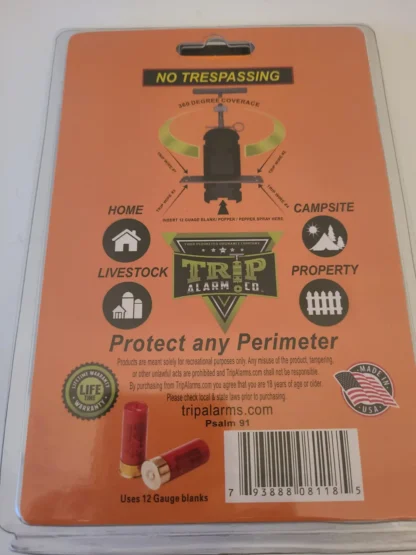 NO TRESPASSING
360 DEGREE COVERAGE
INSERT 12 GAUGE BLANK/ PEPPER / PEPPER SPRAY HERE
HOME
CAMPSITE
LIVESTOCK
PROPERTY
TRIP
ALARM CO.
Protect any Perimeter
Products are meant solely for recreational purposes only. Any misuse of the product, tampering,
or other unlawful acts are prohibited and TripAlarms.com shall not be responsible.
By purchasing from TripAlarms.com you agree that you are 18 years of age or older.
Please check local & state laws prior to purchasing.
tripalarms.com
Psalm 91
LIFETIME WARRANTY
LIFE
TIME
WARRANTY
MADE IN
U.S.A.
Uses 12 Gauge blanks
7 93888 08118 5